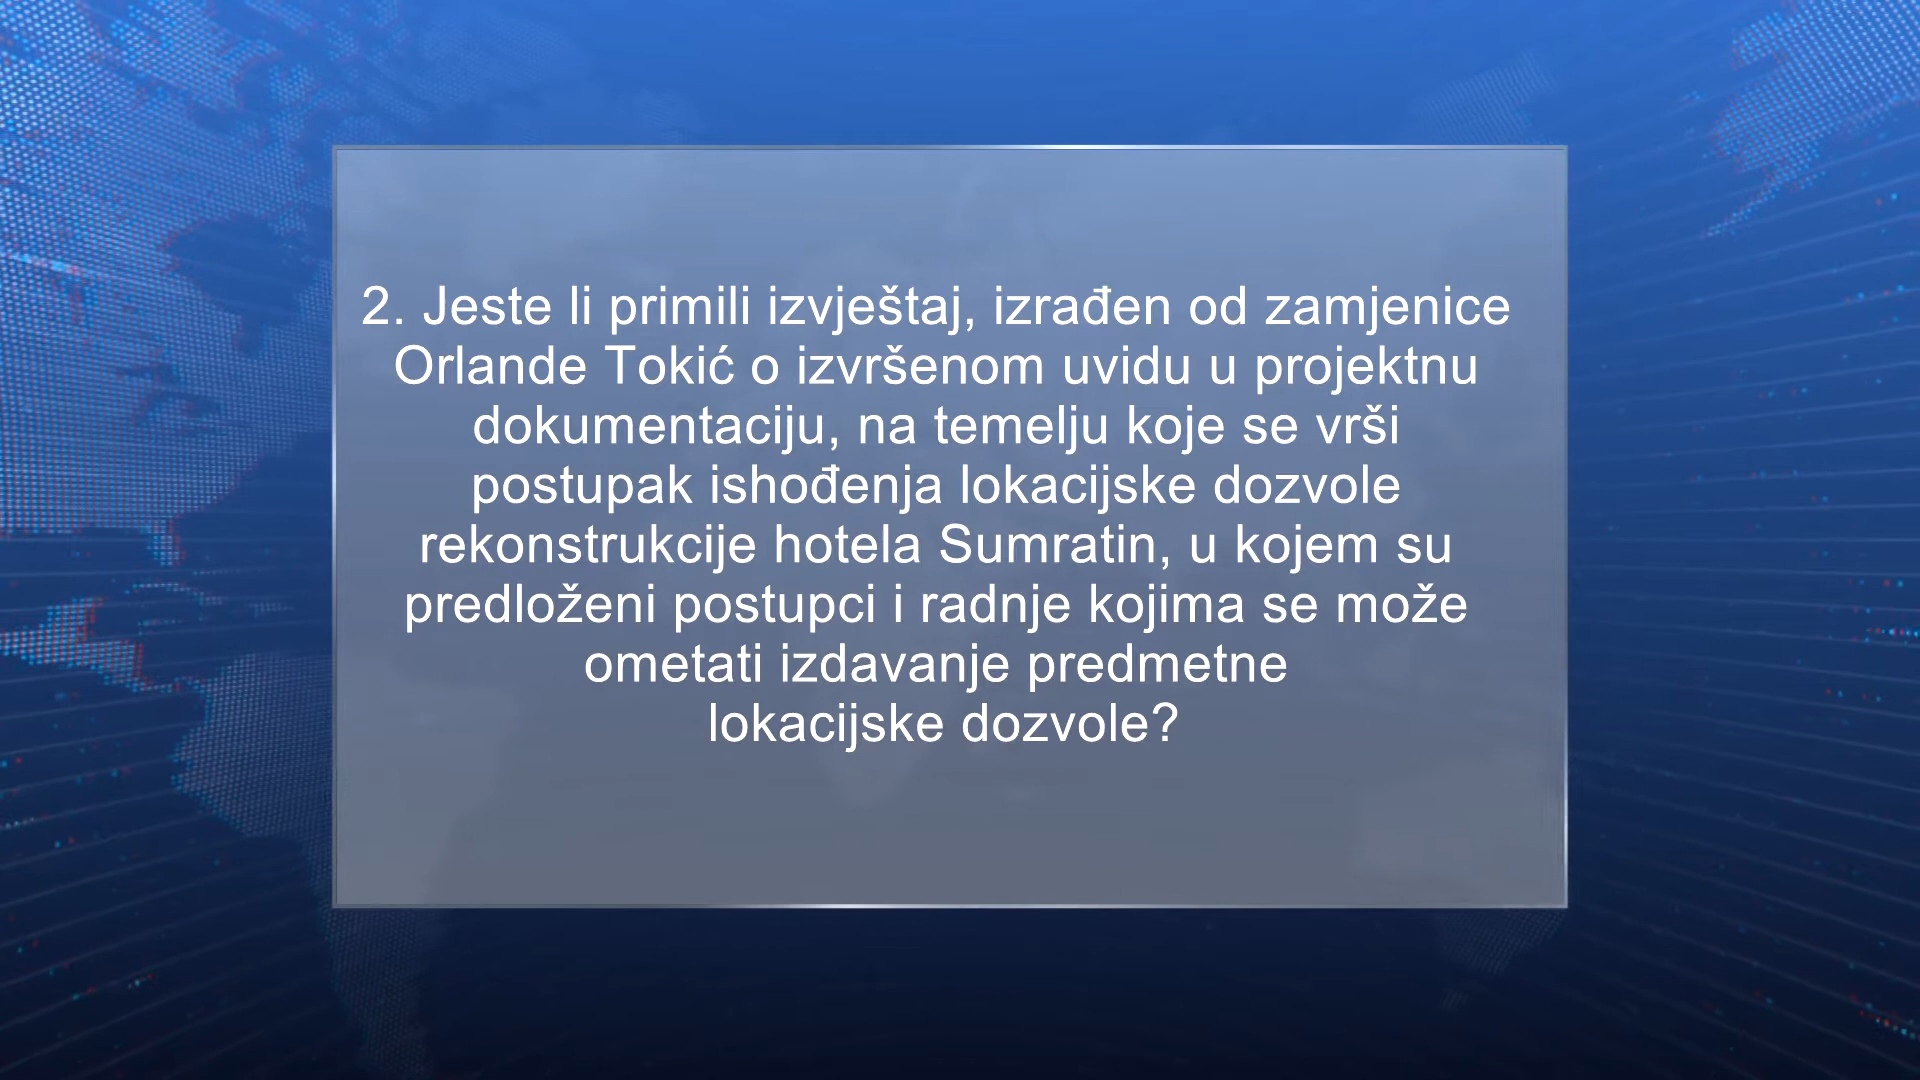 2. Jeste li primili izvještaj, izrađen od zamjenice
Orlande Tokić o izvršenom uvidu u projektnu
dokumentaciju, na temelju koje se vrši
postupak ishođenja lokacijske dozvole
rekonstrukcije hotela Sumratin, u kojem su
predloženi postupci i radnje kojima se može
ometati izdavanje predmetne
lokacijske dozvole?